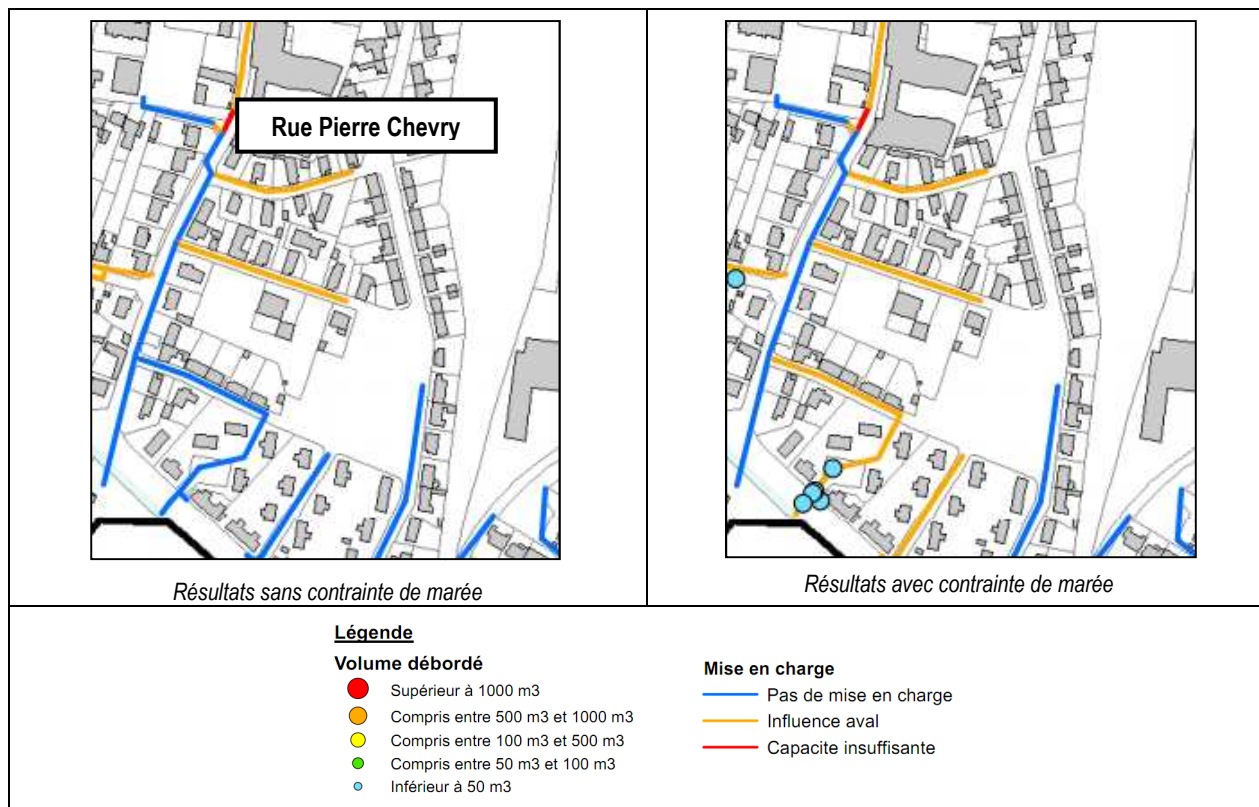 Rue Pierre Chevry
Résultats sans contrainte de marée
Résultats avec contrainte de marée
Légende
Volume débordé
Supérieur à 1000 m3
Compris entre 500 m3 et 1000 m3
Compris entre 100 m3 et 500 m3
Compris entre 50 m3 et 100 m3
Inférieur à 50 m3
Mise en charge
Pas de mise en charge
Influence aval
Capacite insuffisante